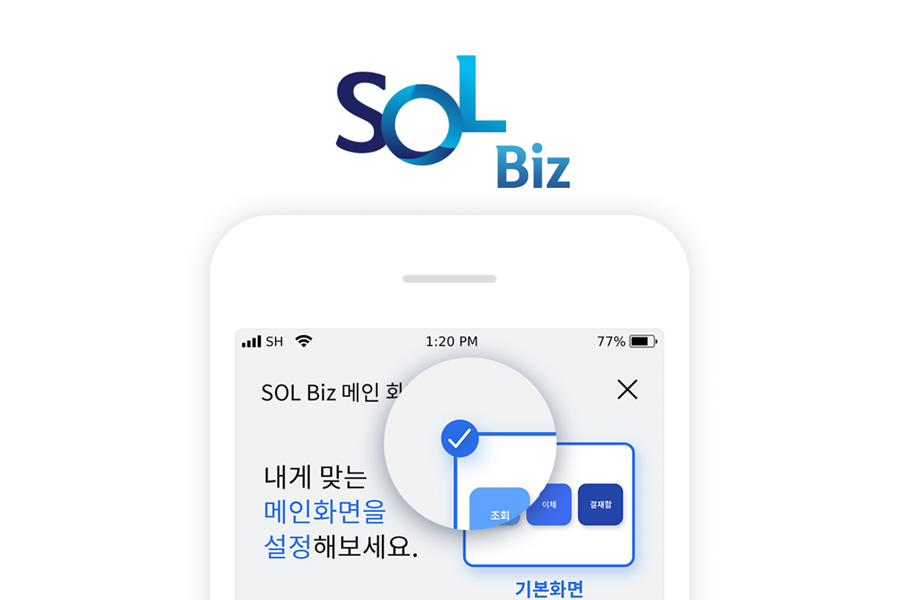 SOL
Biz
SH 1:20 PM 77%
SOL Biz 메인
내게 맞는
메인화면을
설정해보세요.
조회 이체 결재함
기본화면